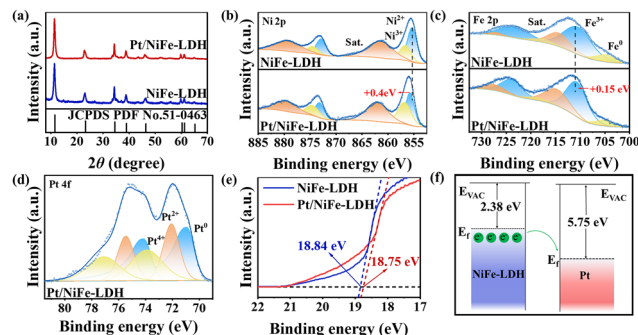 (a)
Intensity (a.u.)
Pt/NiFe-LDH
NiFe-LDH
JCPDS PDF No.51-0463
10 20 30 40 50 60 70
2θ (degree)
(b)
Intensity (a.u.)
Ni 2p
Ni2+
Ni3+
Sat.
NiFe-LDH
+0.4eV
Pt/NiFe-LDH
885 880 875 870 865 860 855
Binding energy (eV)
(c)
Intensity (a.u.)
Fe 2p
Sat.
Fe3+
Fe0
NiFe-LDH
+0.15 eV
Pt/NiFe-LDH
730 725 720 715 710 705 700
Binding energy (eV)
(d)
Intensity (a.u.)
Pt 4f
Pt2+
Pt0
Pt4+
Pt/NiFe-LDH
80 78 76 74 72 70
Binding energy (eV)
(e)
Intensity (a.u.)
NiFe-LDH
Pt/NiFe-LDH
18.84 eV
18.75 eV
22 21 20 19 18 17
Binding energy (eV)
(f)
EVAC
EVAC
2.38 eV
5.75 eV
Ef
Ef
NiFe-LDH
Pt